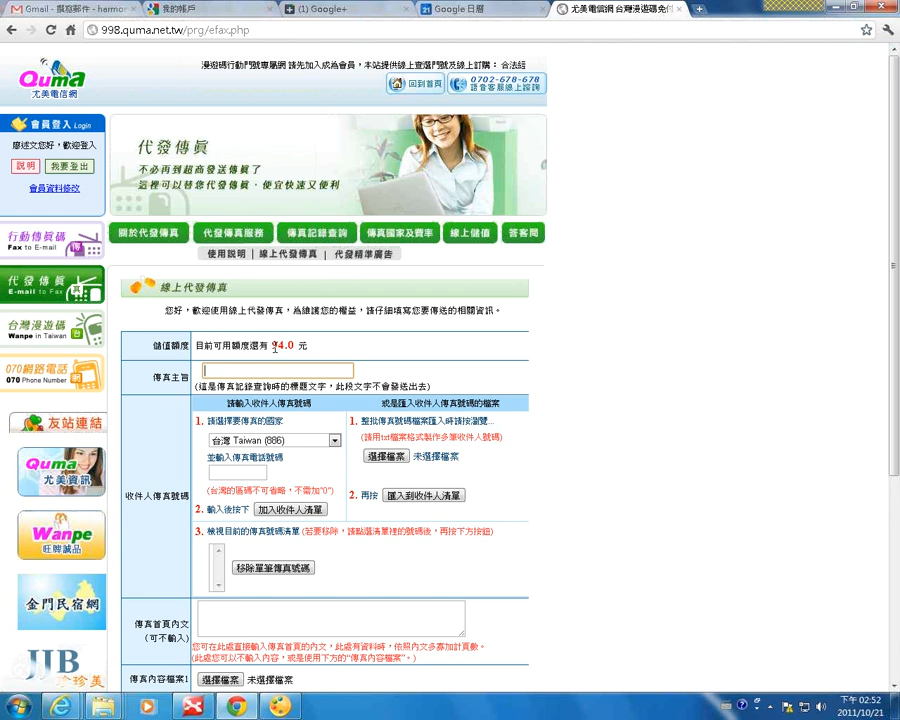 Gmail - 撰寫郵件 - harmor
我的帳戶
(1) Google+
Google 日曆
尤美電信網 台灣漫遊碼免付
998.quma.net.tw/prg/efax.php
Quma
尤美電信網
漫遊碼行動門號專屬網 請先加入成為會員，本站提供線上查選門號及線上訂購： 合法經
回到首頁
0702-678-678
語音客服線上諮詢
會員登入 Login
廖述文您好，歡迎登入
說明
我要登出
會員資料修改
代發傳真
不必再到超商發送傳真了
這裡可以替您代發傳真、便宜快速又便利
關於代發傳真
代發傳真服務
傳真記錄查詢
傳真國家及費率
線上儲值
答客問
使用說明 | 線上代發傳真 | 代發精準廣告
行動傳真碼
Fax to E-mail
傳
代發傳真
E-mail to Fax
真
台灣漫遊碼
Wanpe in Taiwan
台
070網路電話
070 Phone Number
網
友站連結
Quma
尤美資訊
Wanpe
旺牌誠品
金門民宿網
JJB
珍珍美
線上代發傳真
您好，歡迎使用線上代發傳真，為維護您的權益，請仔細填寫您要傳送的相關資訊。
儲值額度
目前可用額度還有 94.0 元
傳真主旨
(這是傳真記錄查詢時的標題文字，此段文字不會發送出去)
收件人傳真號碼
請輸入收件人傳真號碼
或是匯入收件人傳真號碼的檔案
1. 請選擇要傳真的國家
台灣 Taiwan (886)
並輸入傳真電話號碼
(台灣的區碼不可省略，不需加"0")
2. 輸入後按下
加入收件人清單
1. 整批傳真號碼檔案匯入時請按瀏覽...
(請用txt檔案格式製作多筆收件人號碼)
選擇檔案 未選擇檔案
2. 再按 匯入到收件人清單
3. 檢視目前的傳真號碼清單 (若要移除，請點選清單裡的號碼後，再按下方按鈕)
移除單筆傳真號碼
傳真首頁內文
(可不輸入)
您可在此處直接輸入傳真首頁的內文，此處有資料時，依照內文多寡加計頁數。
(此處您可以不輸入內容，或是使用下方的"傳真內容檔案"。)
傳真內容檔案1
選擇檔案 未選擇檔案
下午 02:52
2011/10/21